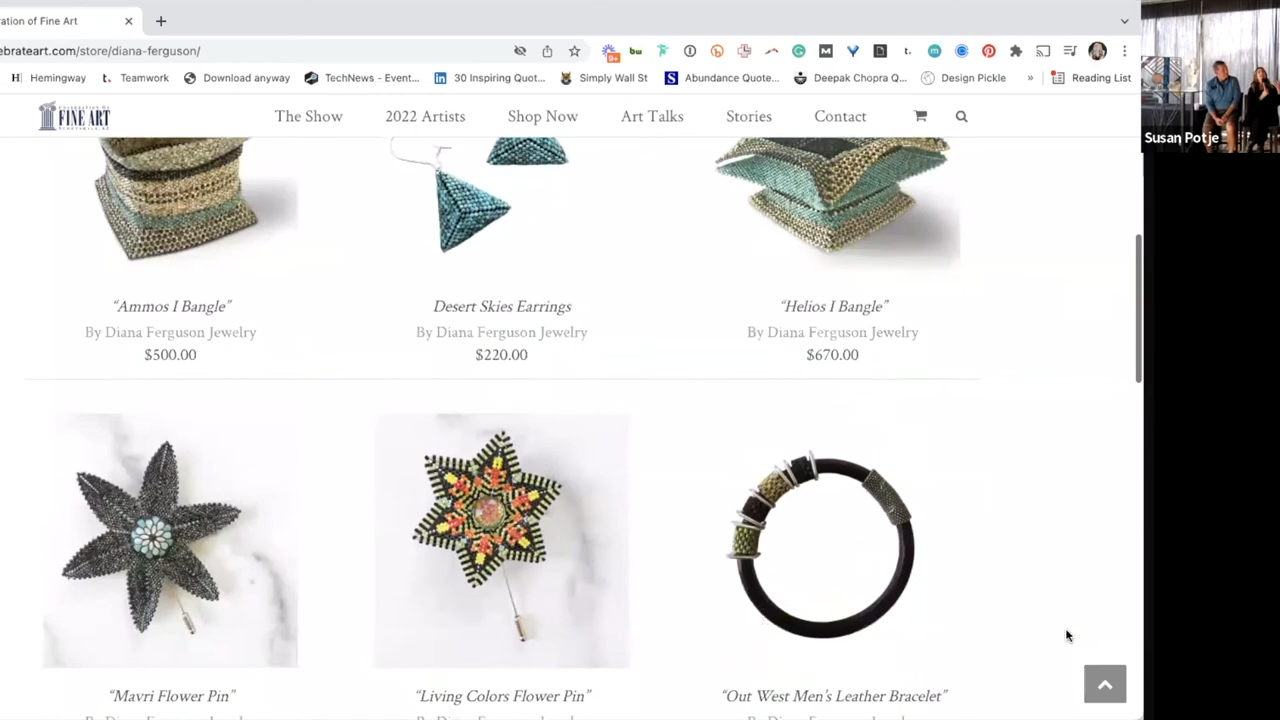 ration of Fine Art
ebrateart.com/store/diana-ferguson/
Hemingway Teamwork Download anyway TechNews - Event... 30 Inspiring Quot... Simply Wall St Abundance Quote... Deepak Chopra Q... Design Pickle » Reading List
FINE ART
The Show 2022 Artists Shop Now Art Talks Stories Contact
Susan Potje
“Ammos I Bangle” Desert Skies Earrings “Helios I Bangle”
By Diana Ferguson Jewelry By Diana Ferguson Jewelry By Diana Ferguson Jewelry
$500.00 $220.00 $670.00
“Mavri Flower Pin” “Living Colors Flower Pin” “Out West Men’s Leather Bracelet”